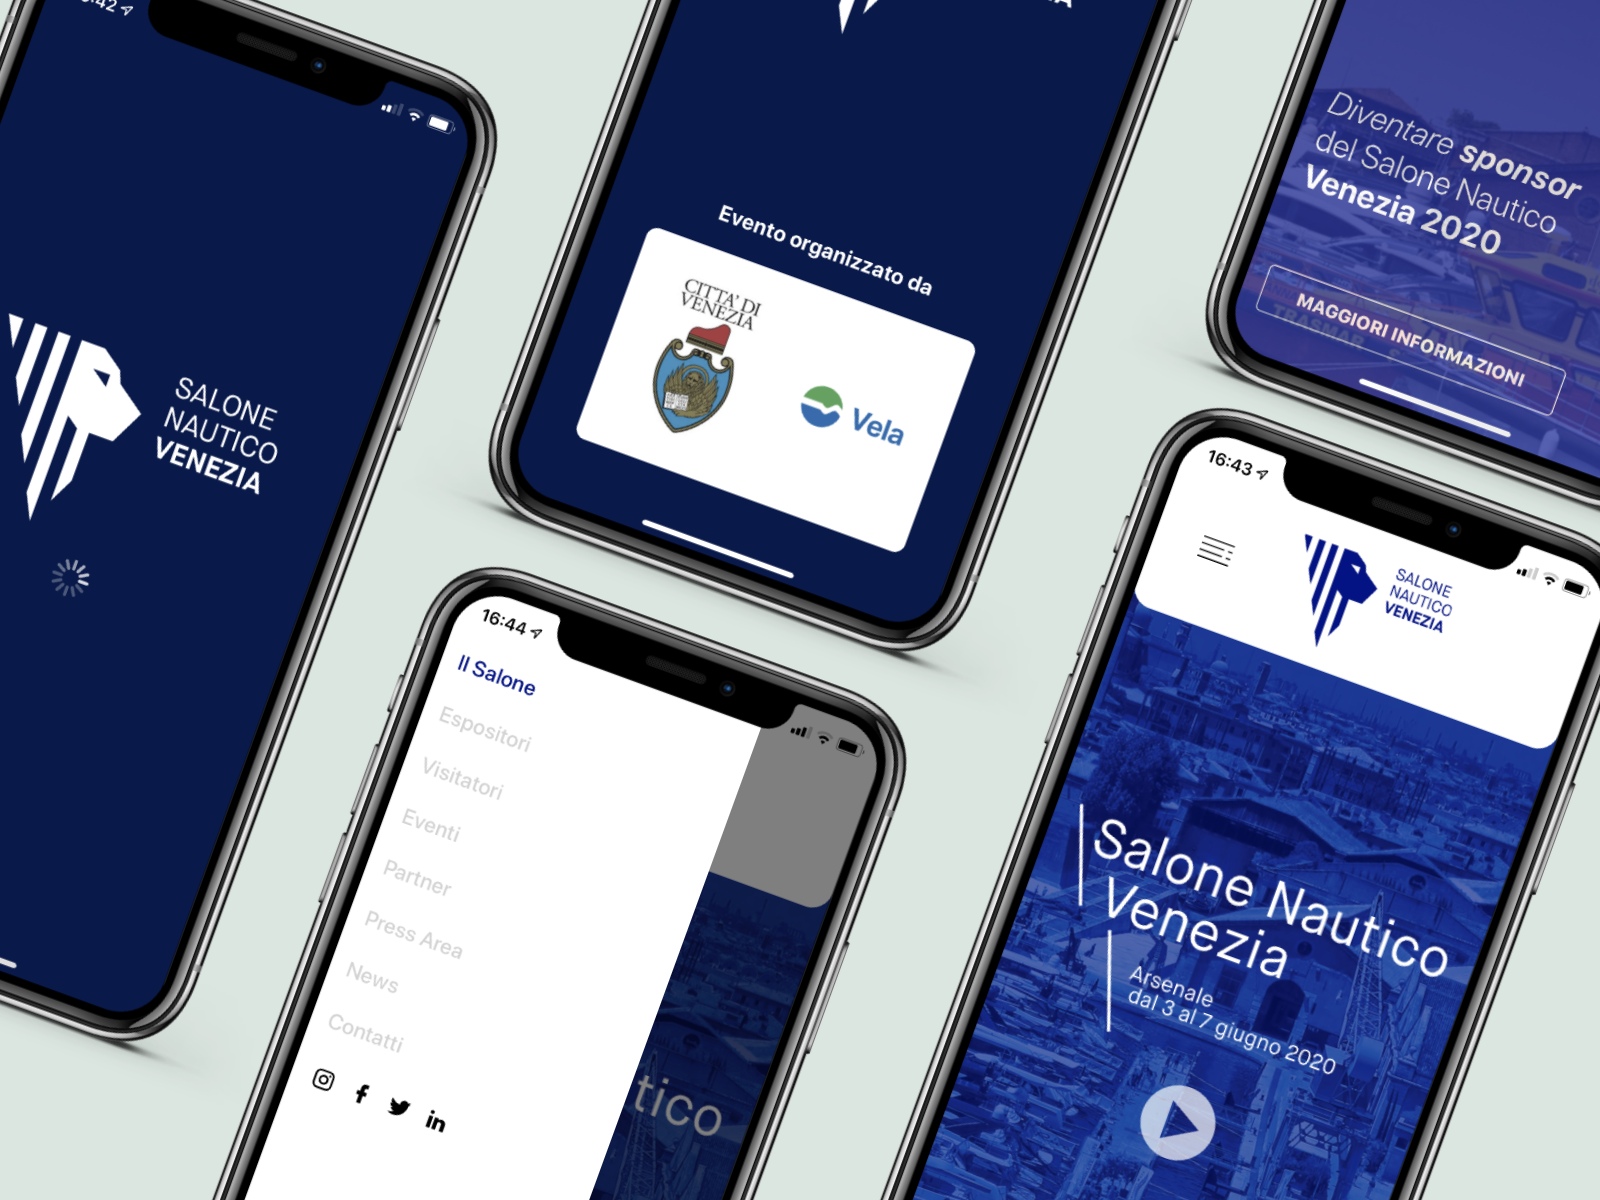 SALONE
NAUTICO
VENEZIA
Evento organizzato da
CITTA' DI
VENEZIA
Vela
Diventare sponsor
del Salone Nautico
Venezia 2020
MAGGIORI INFORMAZIONI
16:44
Il Salone
Espositori
Visitatori
Eventi
Partner
Press Area
News
Contatti
tico
16:43
SALONE
NAUTICO
VENEZIA
Salone Nautico
Venezia
Arsenale
dal 3 al 7 giugno 2020